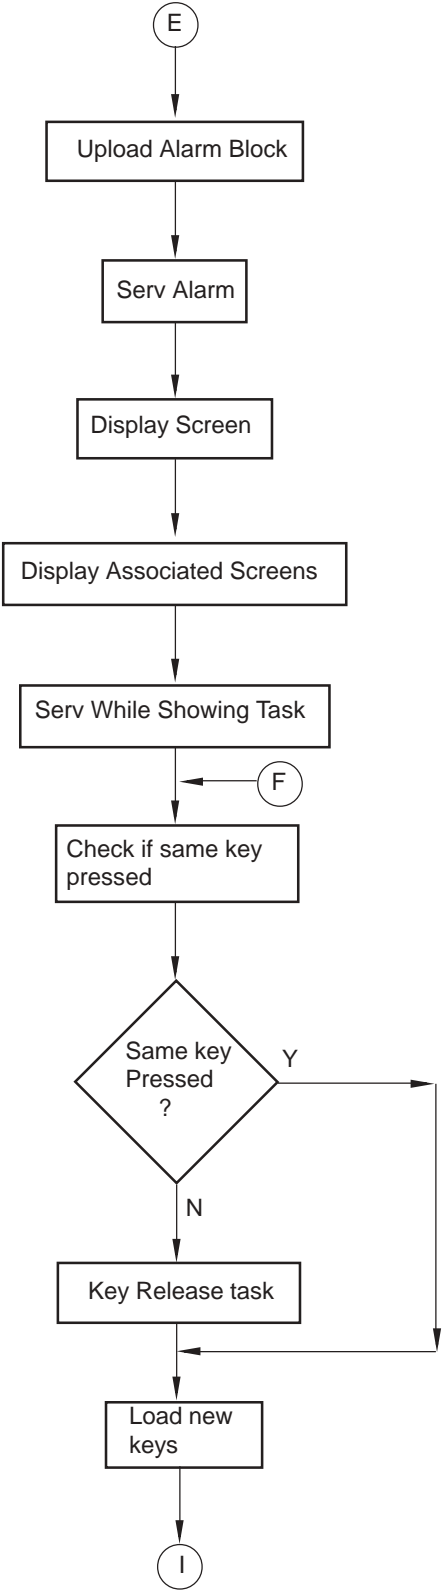 E
Upload Alarm Block
Serv Alarm
Display Screen
Display Associated Screens
Serv While Showing Task
F
Check if same key
pressed
Same key
Pressed
?
Y
N
Key Release task
Load new
keys
I